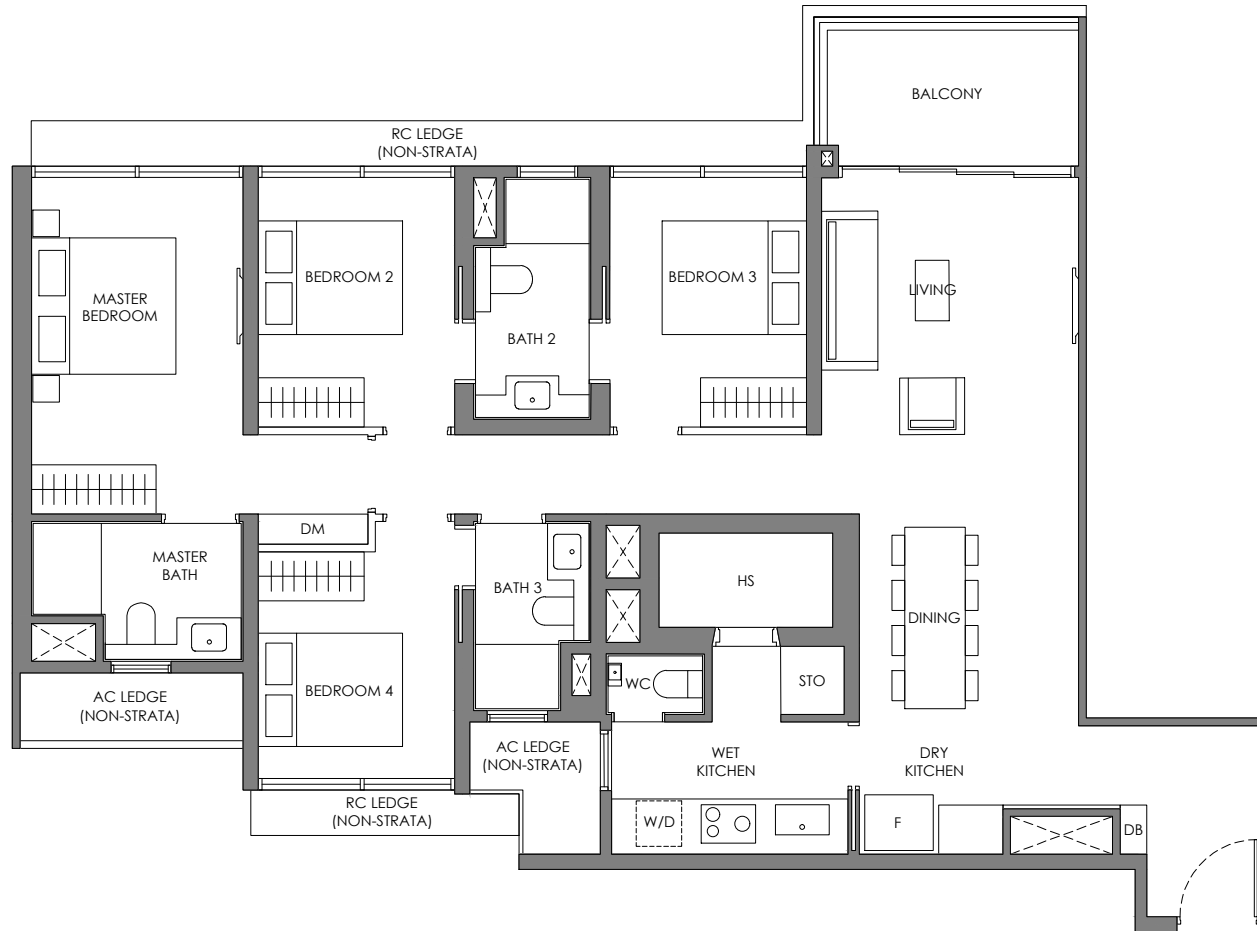 BALCONY
RC LEDGE
(NON-STRATA)
MASTER
BEDROOM
BEDROOM 2
BATH 2
BEDROOM 3
LIVING
DM
MASTER
BATH
BATH 3
HS
DINING
WC
STO
AC LEDGE
(NON-STRATA)
BEDROOM 4
AC LEDGE
(NON-STRATA)
WET
KITCHEN
DRY
KITCHEN
RC LEDGE
(NON-STRATA)
W/D
F
DB